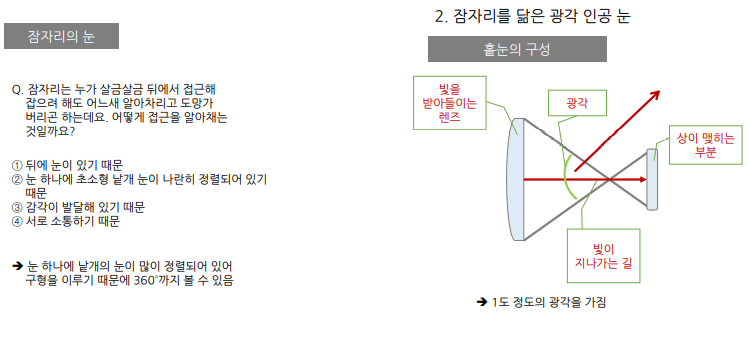 잠자리의 눈
Q. 잠자리는 누가 살금살금 뒤에서 접근해
잡으려 해도 어느새 알아차리고 도망가
버리곤 하는데요. 어떻게 접근을 알아채는
것일까요?
① 뒤에 눈이 있기 때문
② 눈 하나에 초소형 낱개 눈이 나란히 정렬되어 있기
때문
③ 감각이 발달해 있기 때문
④ 서로 소통하기 때문
➔ 눈 하나에 낱개의 눈이 많이 정렬되어 있어
구형을 이루기 때문에 360˚까지 볼 수 있음
2. 잠자리를 닮은 광각 인공 눈
홑눈의 구성
빛을
받아들이는
렌즈
광각
상이 맺히는
부분
빛이
지나가는 길
➔ 1도 정도의 광각을 가짐